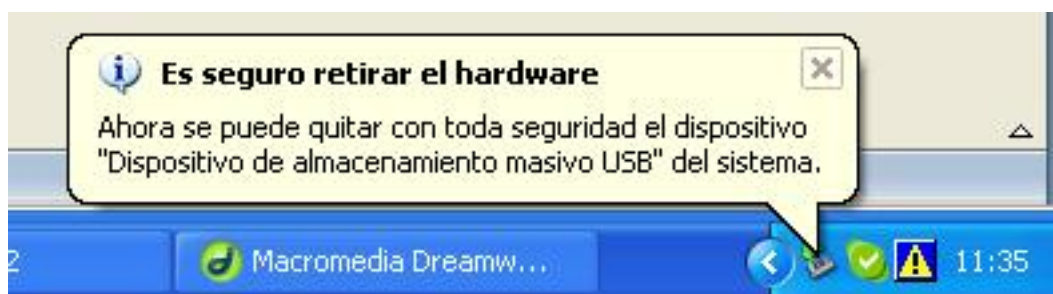 Es seguro retirar el hardware
Ahora se puede quitar con toda seguridad el dispositivo
"Dispositivo de almacenamiento masivo USB" del sistema.
2
Macromedia Dreamw...
11:35